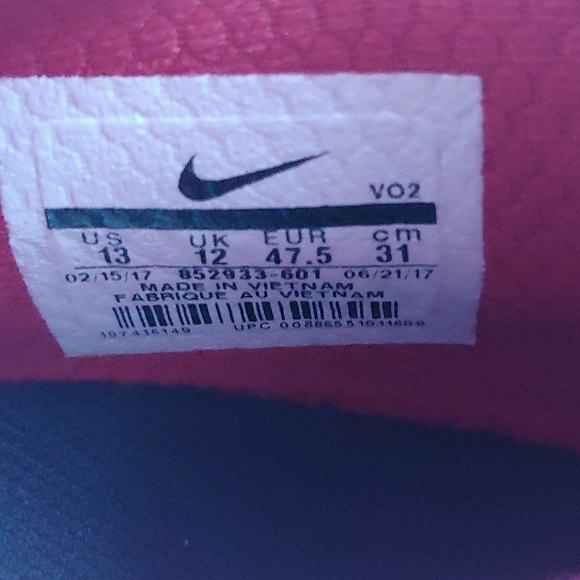 VO2
US UK EUR cm
13 12 47.5 31
02/15/17 852933-601 06/21/17
MADE IN VIETNAM
FABRIQUE AU VIETNAM
107416149 UPC